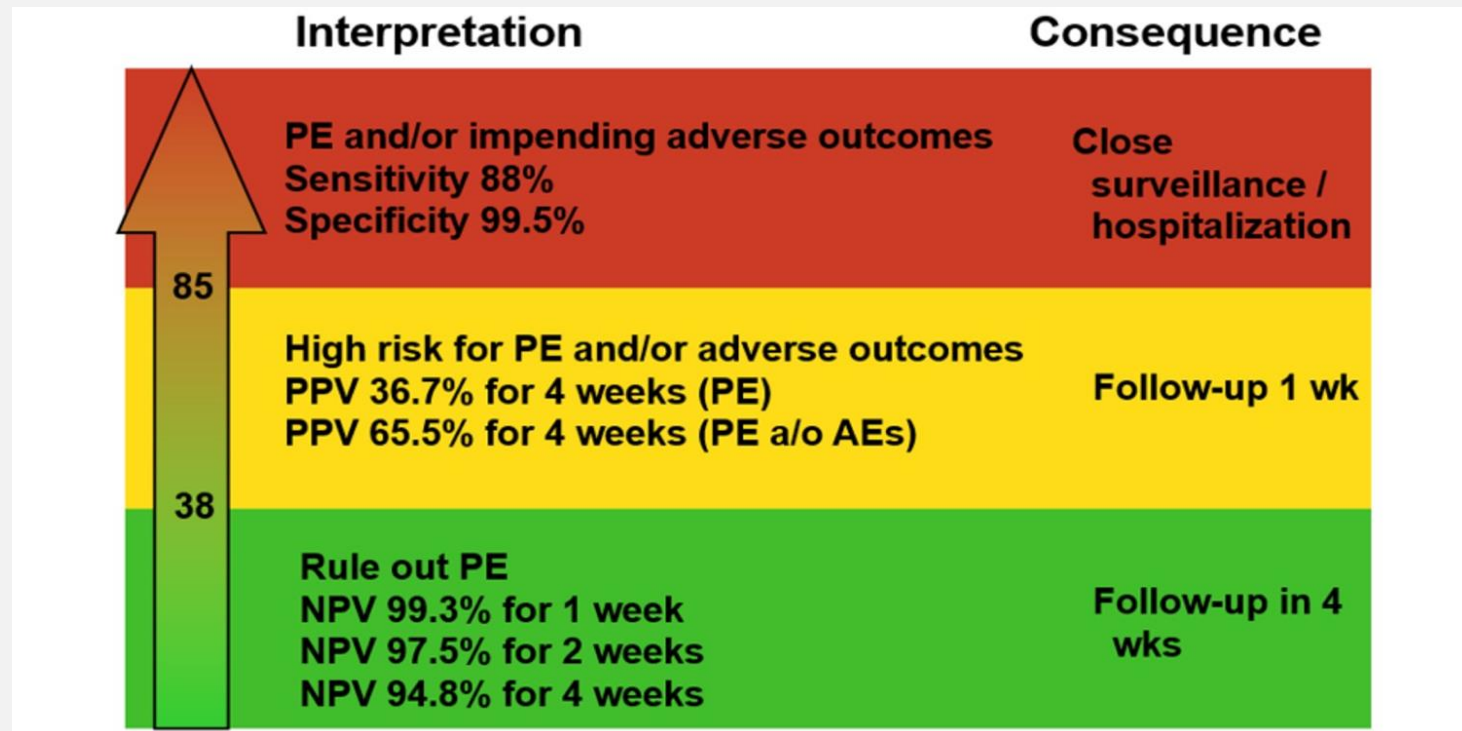 Interpretation
Consequence
PE and/or impending adverse outcomes
Sensitivity 88%
Specificity 99.5%
Close
surveillance /
hospitalization
85
High risk for PE and/or adverse outcomes
PPV 36.7% for 4 weeks (PE)
PPV 65.5% for 4 weeks (PE a/o AEs)
Follow-up 1 wk
38
Rule out PE
NPV 99.3% for 1 week
NPV 97.5% for 2 weeks
NPV 94.8% for 4 weeks
Follow-up in 4
wks